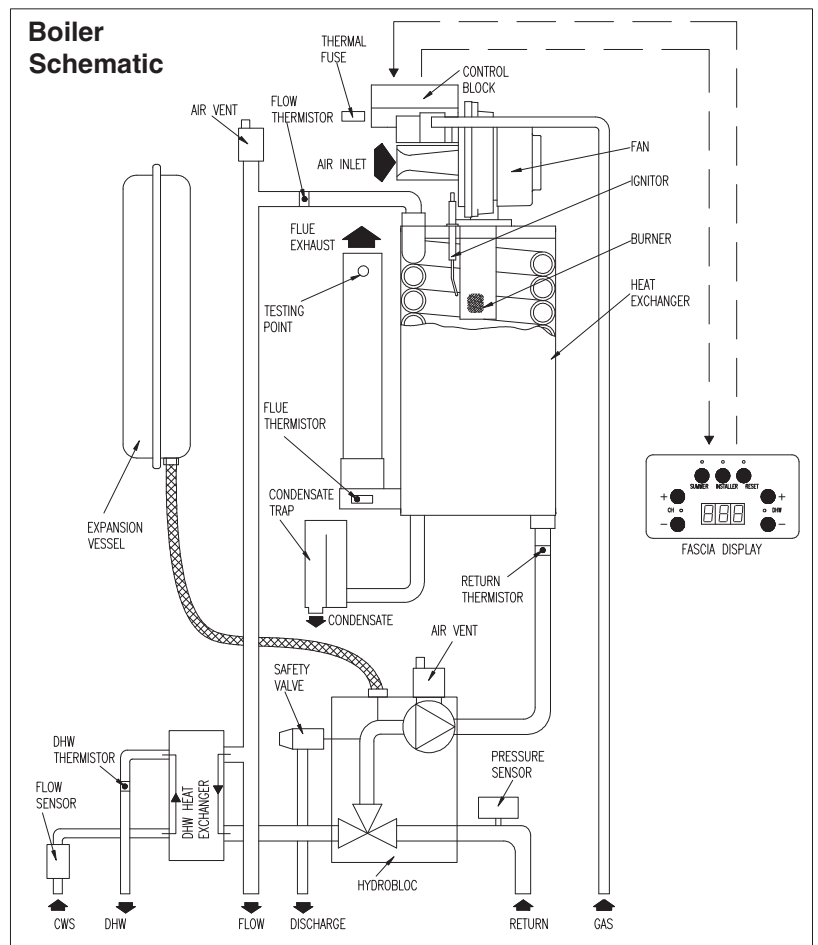 Boiler
Schematic
THERMAL
FUSE
CONTROL
BLOCK
FLOW
THERMISTOR
AIR VENT
FAN
AIR INLET
IGNITOR
FLUE
EXHAUST
BURNER
HEAT
EXCHANGER
TESTING
POINT
FLUE
THERMISTOR
CONDENSATE
TRAP
EXPANSION
VESSEL
SUMMER INSTALLER RESET
+ +
CH 888 DHW
- -
FASCIA DISPLAY
RETURN
THERMISTOR
CONDENSATE
AIR VENT
SAFETY
VALVE
DHW
THERMISTOR
PRESSURE
SENSOR
FLOW
SENSOR
DHW HEAT
EXCHANGER
HYDROBLOC
CWS DHW FLOW DISCHARGE RETURN GAS